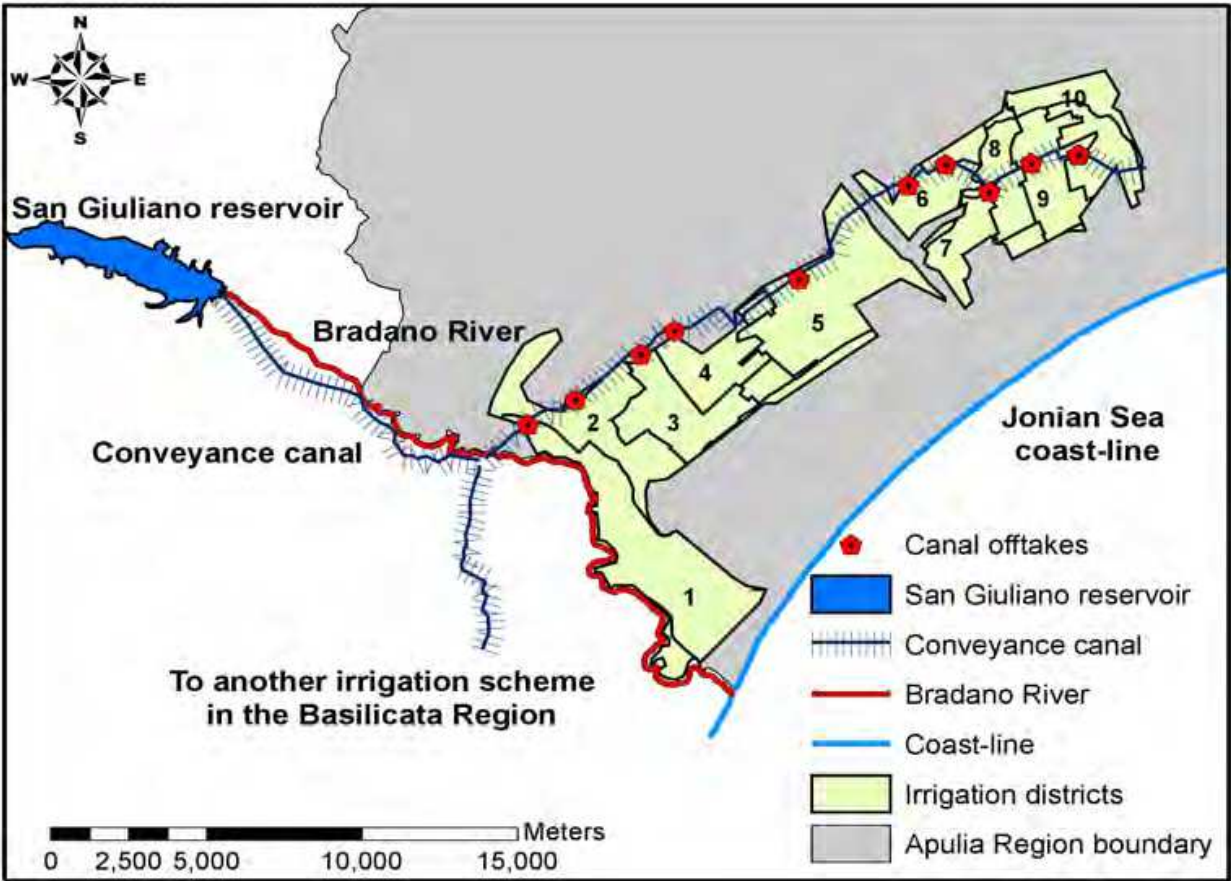 N
W E
S
San Giuliano reservoir
Bradano River
Conveyance canal
To another irrigation scheme
in the Basilicata Region
Jonian Sea
coast-line
10
8
6
9
7
5
4
2
3
1
Canal offtakes
San Giuliano reservoir
Conveyance canal
Bradano River
Coast-line
Irrigation districts
Apulia Region boundary
Meters
0 2,500 5,000 10,000 15,000